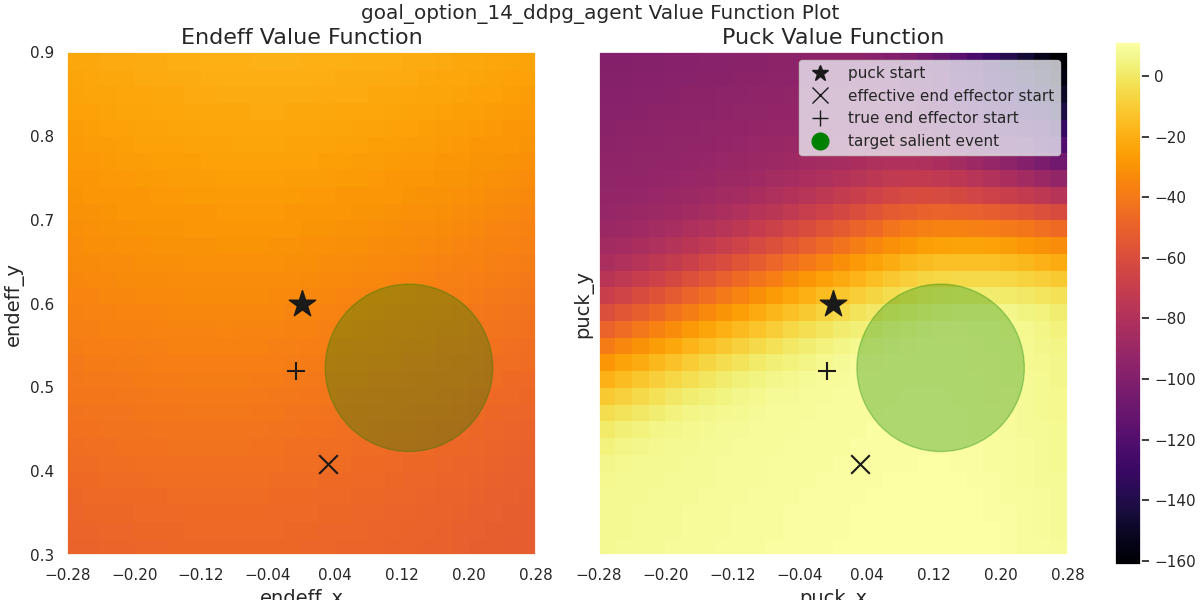 goal_option_14_ddpg_agent Value Function Plot
Endeff Value Function
endeff_y
0.9
0.8
0.7
0.6
0.5
0.4
0.3
−0.28 −0.20 −0.12 −0.04 0.04 0.12 0.20 0.28
endeff_x
Puck Value Function
puck start
effective end effector start
true end effector start
target salient event
puck_y
−0.28 −0.20 −0.12 −0.04 0.04 0.12 0.20 0.28
puck_x
0
−20
−40
−60
−80
−100
−120
−140
−160